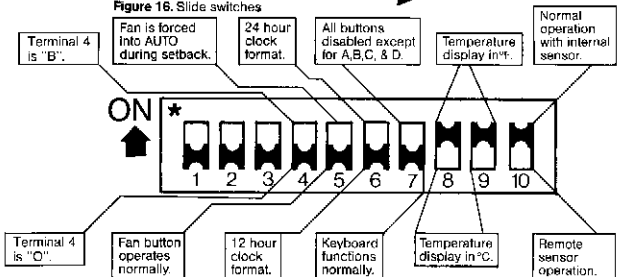 Figure 16. Slide switches
Terminal 4
is "B".
Fan is forced
into AUTO
during setback.
24 hour
clock
format.
All buttons
disabled except
for A,B,C, & D.
Temperature
display in °F.
Normal
operation
with internal
sensor.
ON *
1 2 3 4 5 6 7 8 9 10
Terminal 4
is "O".
Fan button
operates
normally.
12 hour
clock
format.
Keyboard
functions
normally.
Temperature
display in °C.
Remote
sensor
operation.